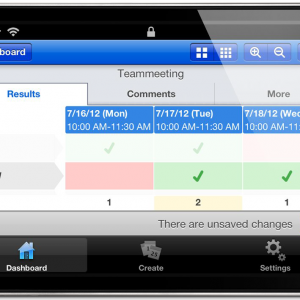 board
Teammeeting
Results Comments More
7/16/12 (Mon) 7/17/12 (Tue) 7/18/12 (Wed
10:00 AM-11:30 AM 10:00 AM-11:30 AM 10:00 AM-11:3
1 2 1
There are unsaved changes
Dashboard Create Settings